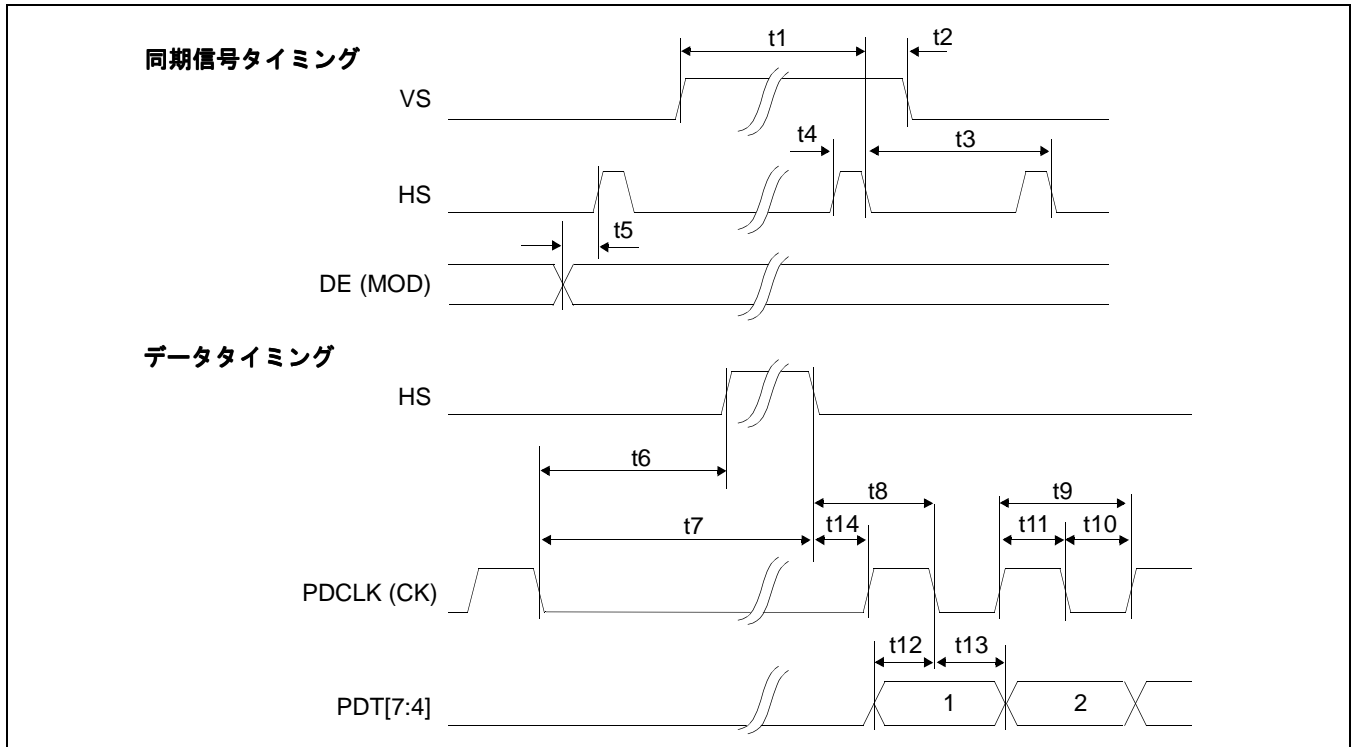 同期信号タイミング
t1
t2
VS
t4
t3
HS
t5
DE (MOD)
データタイミング
HS
t6
t8
t9
t7
t14
t11
t10
PDCLK (CK)
t12
t13
PDT[7:4]
1
2